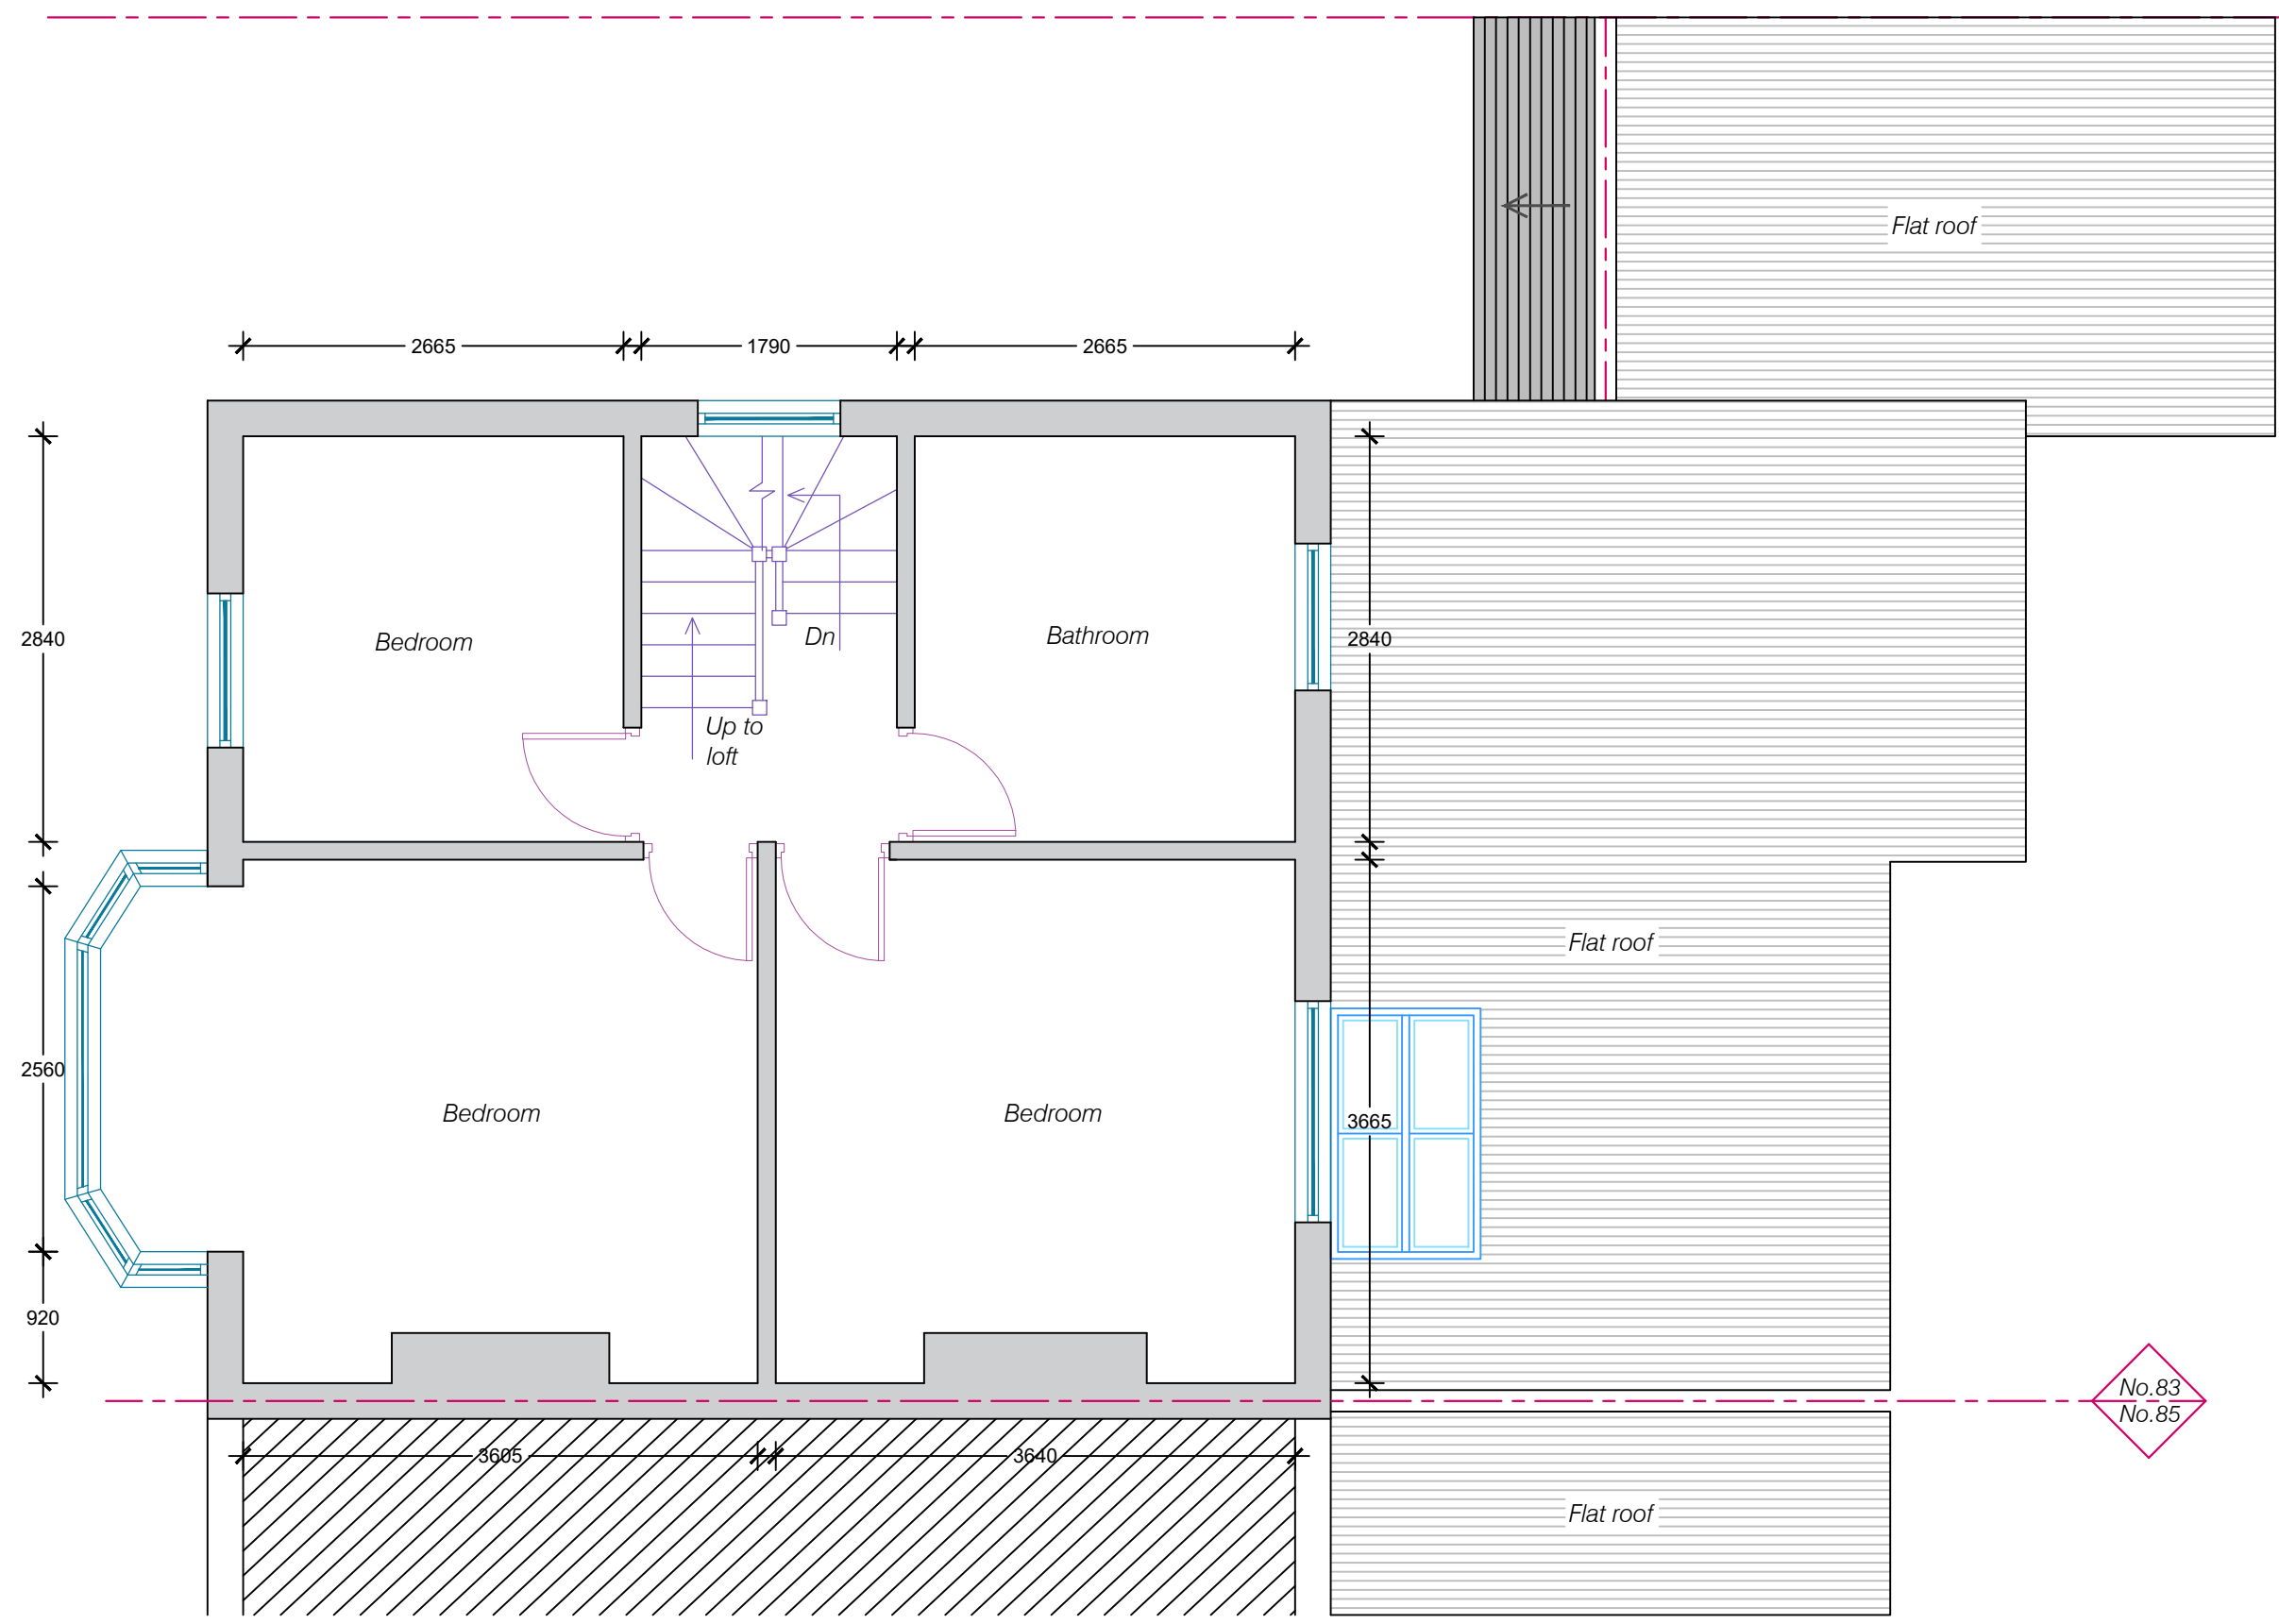 Flat roof
2665
1790
2665
2840
Bedroom
Dn
Bathroom
2840
Up to
loft
Flat roof
2560
Bedroom
Bedroom
3665
920
No.83
No.85
3605
3640
Flat roof